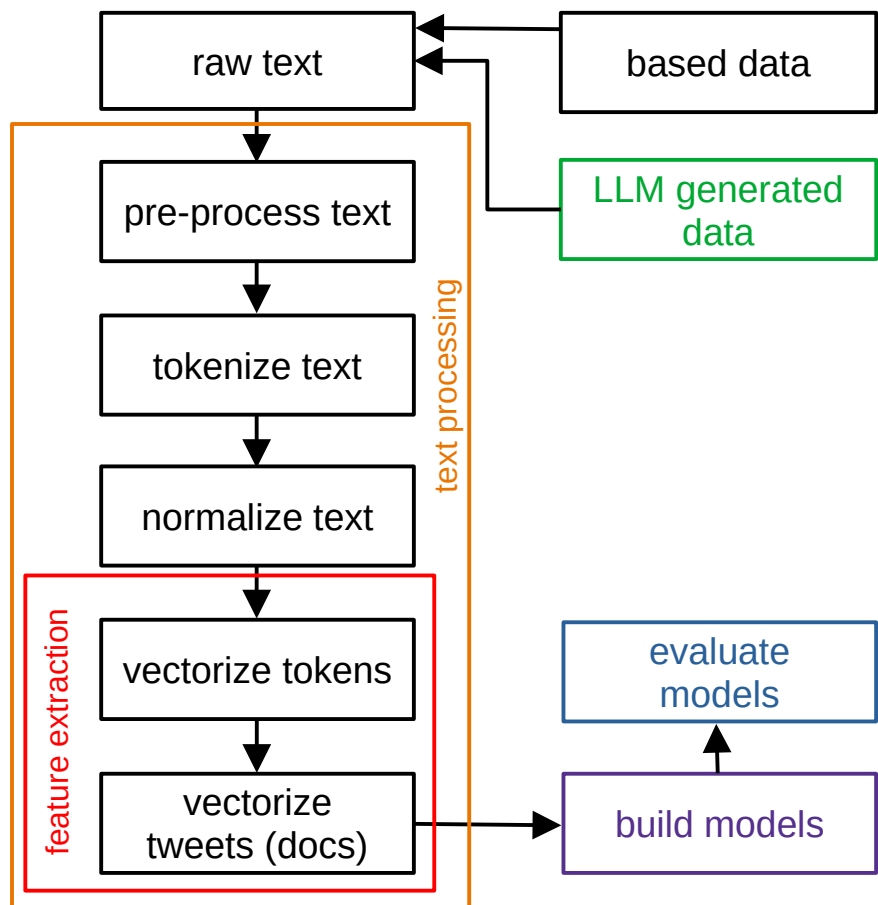 raw text
based data
LLM generated
data
pre-process text
tokenize text
text processing
normalize text
feature extraction
vectorize tokens
vectorize
tweets (docs)
evaluate
models
build models